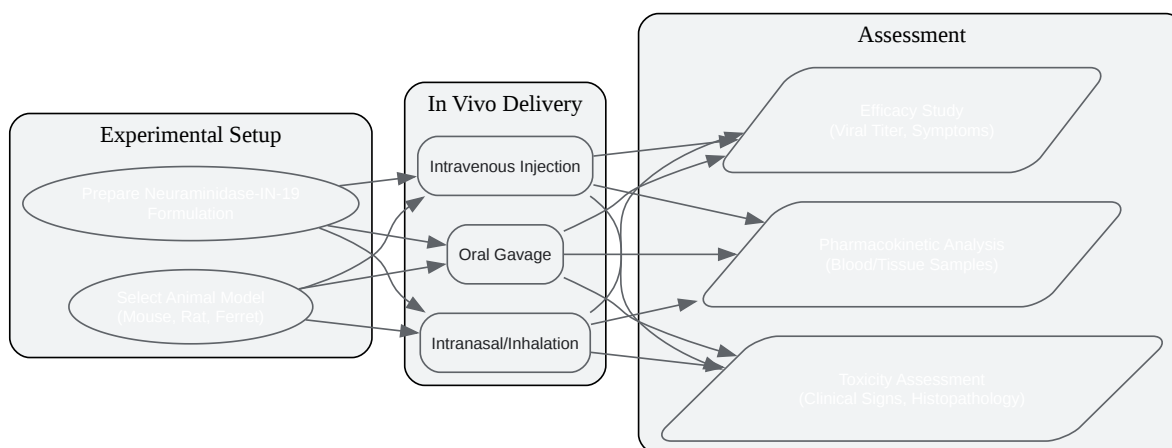 Experimental Setup
Prepare Neuraminidase-IN-19
Formulation
Select Animal Model
(Mouse, Rat, Ferret)
In Vivo Delivery
Intravenous Injection
Oral Gavage
Intranasal/Inhalation
Assessment
Efficacy Study
(Viral Titer, Symptoms)
Pharmacokinetic Analysis
(Blood/Tissue Samples)
Toxicity Assessment
(Clinical Signs, Histopathology)